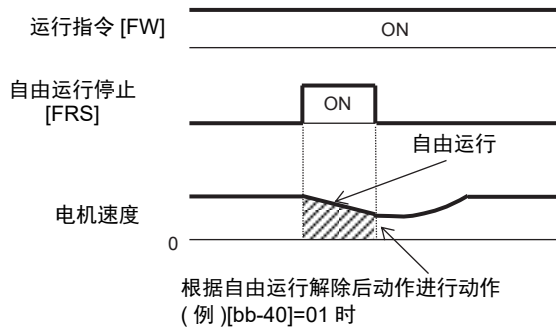 运行指令 [FW]
ON
自由运行停止
[FRS]
ON
自由运行
电机速度
0
根据自由运行解除后动作进行动作
( 例 )[bb-40]=01 时